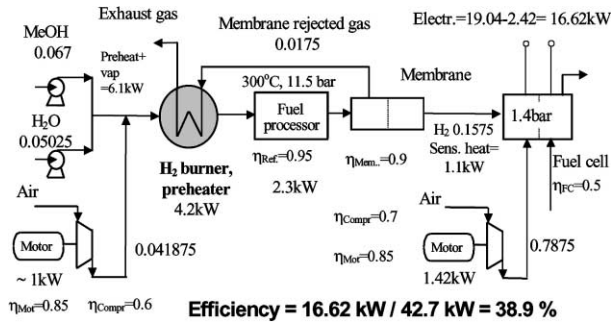 Exhaust gas
Membrane rejected gas
0.0175
Electr.=19.04-2.42= 16.62kW
MeOH
0.067
Preheat+
vap
=6.1kW
300°C, 11.5 bar
Membrane
Fuel
processor
1.4bar
H2O
0.05025
H2 0.1575
Sens. heat=
1.1kW
ηRef.=0.95
ηMem..=0.9
H2 burner,
preheater
4.2kW
2.3kW
Fuel cell
ηFC=0.5
Air
Motor
~ 1kW
0.041875
ηMot=0.85
ηCompr=0.6
ηCompr=0.7
ηMot=0.85
Air
Motor
1.42kW
0.7875
Efficiency = 16.62 kW / 42.7 kW = 38.9 %